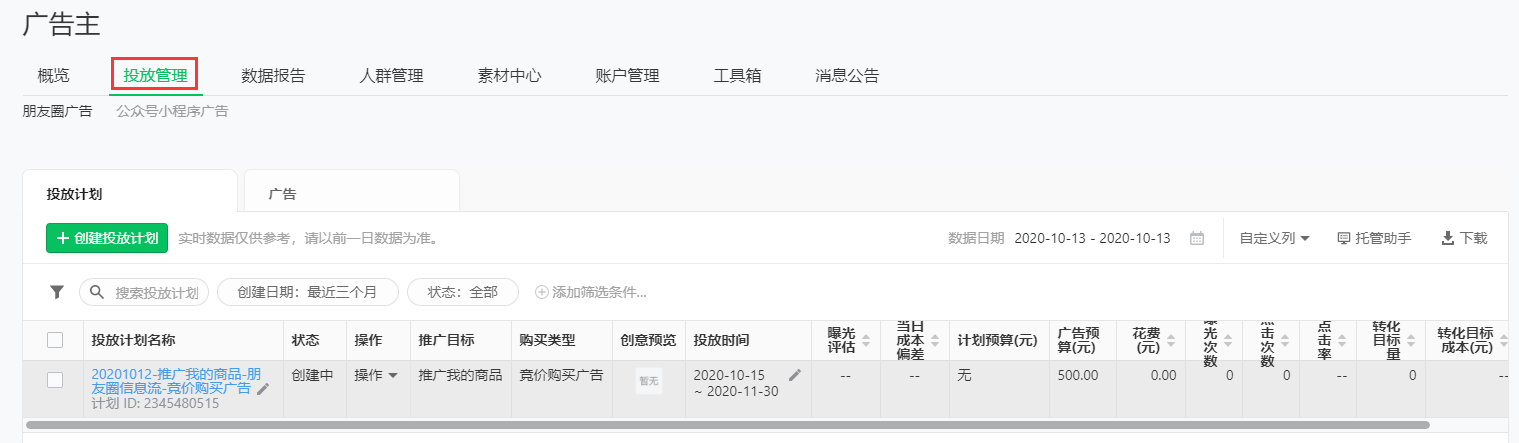 广告主
概览 投放管理 数据报告 人群管理 素材中心 账户管理 工具箱 消息公告
朋友圈广告 公众号小程序广告
投放计划 广告
+ 创建投放计划 实时数据仅供参考，请以前一日数据为准。 数据日期 2020-10-13 - 2020-10-13 自定义列 托管助手 下载
搜索投放计划 创建日期：最近三个月 状态：全部 添加筛选条件...
投放计划名称 状态 操作 推广目标 购买类型 创意预览 投放时间 曝光评估 当日成本偏差 计划预算(元) 广告预算(元) 花费(元) 曝光次数 点击次数 点击率 转化目标量 转化目标成本(元)
20201012-推广我的商品-朋 创建中 操作 推广我的商品 竞价购买广告 暂无 2020-10-15 -- -- 无 500.00 0.00 0 0 -- 0 --
友圈信息流-竞价购买广告 ~ 2020-11-30
计划 ID: 2345480515